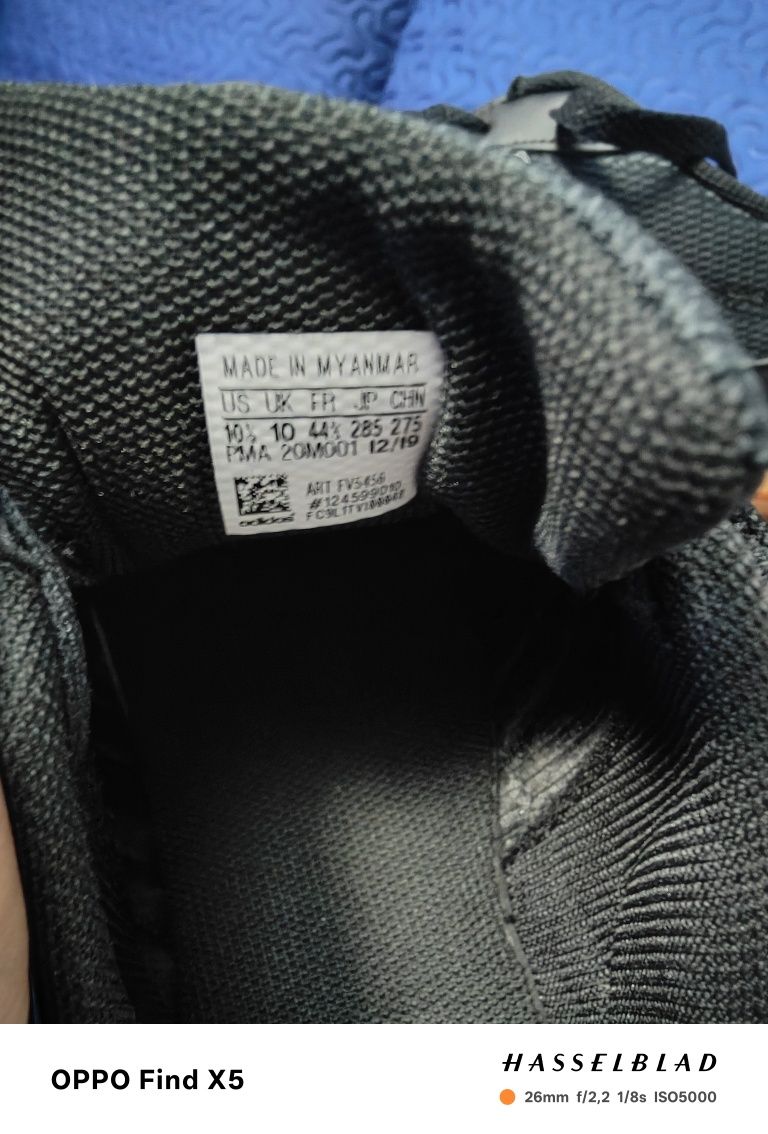 MADE IN MYANMAR
US UK FR JP CHN
10½ 10 44⅔ 285 275
PMA 20M001 12/19
ART FV5456
adidas
OPPO Find X5
HASSELBLAD
26mm f/2,2 1/8s ISO5000